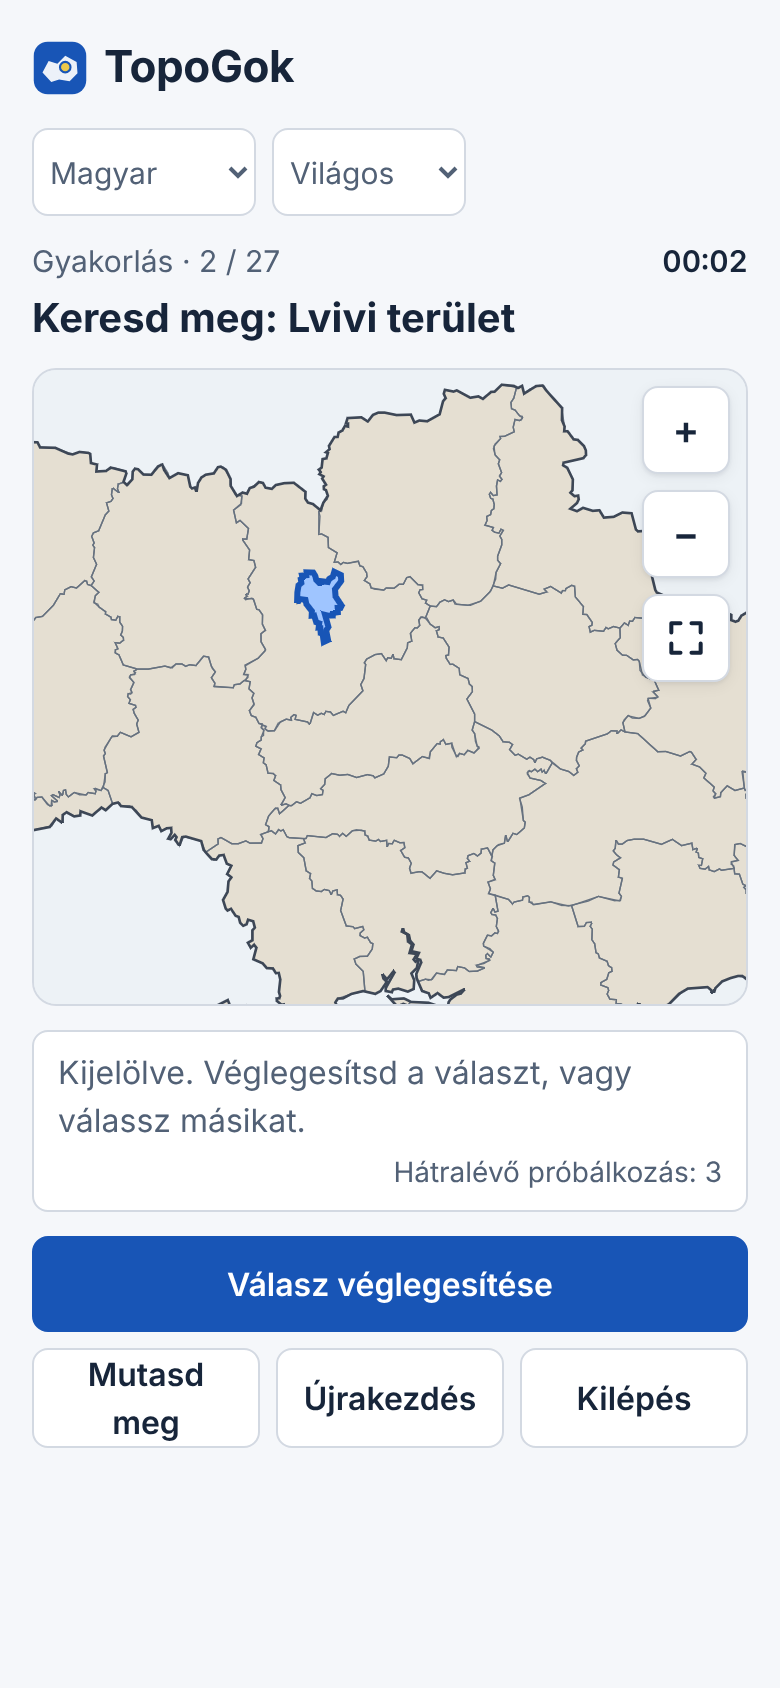 TopoGok
Magyar
Világos
Gyakorlás · 2 / 27
00:02
Keresd meg: Lvivi terület
+
−
Kijelölve. Véglegesítsd a választ, vagy
válassz másikat.
Hátralévő próbálkozás: 3
Válasz véglegesítése
Mutasd
meg
Újrakezdés
Kilépés